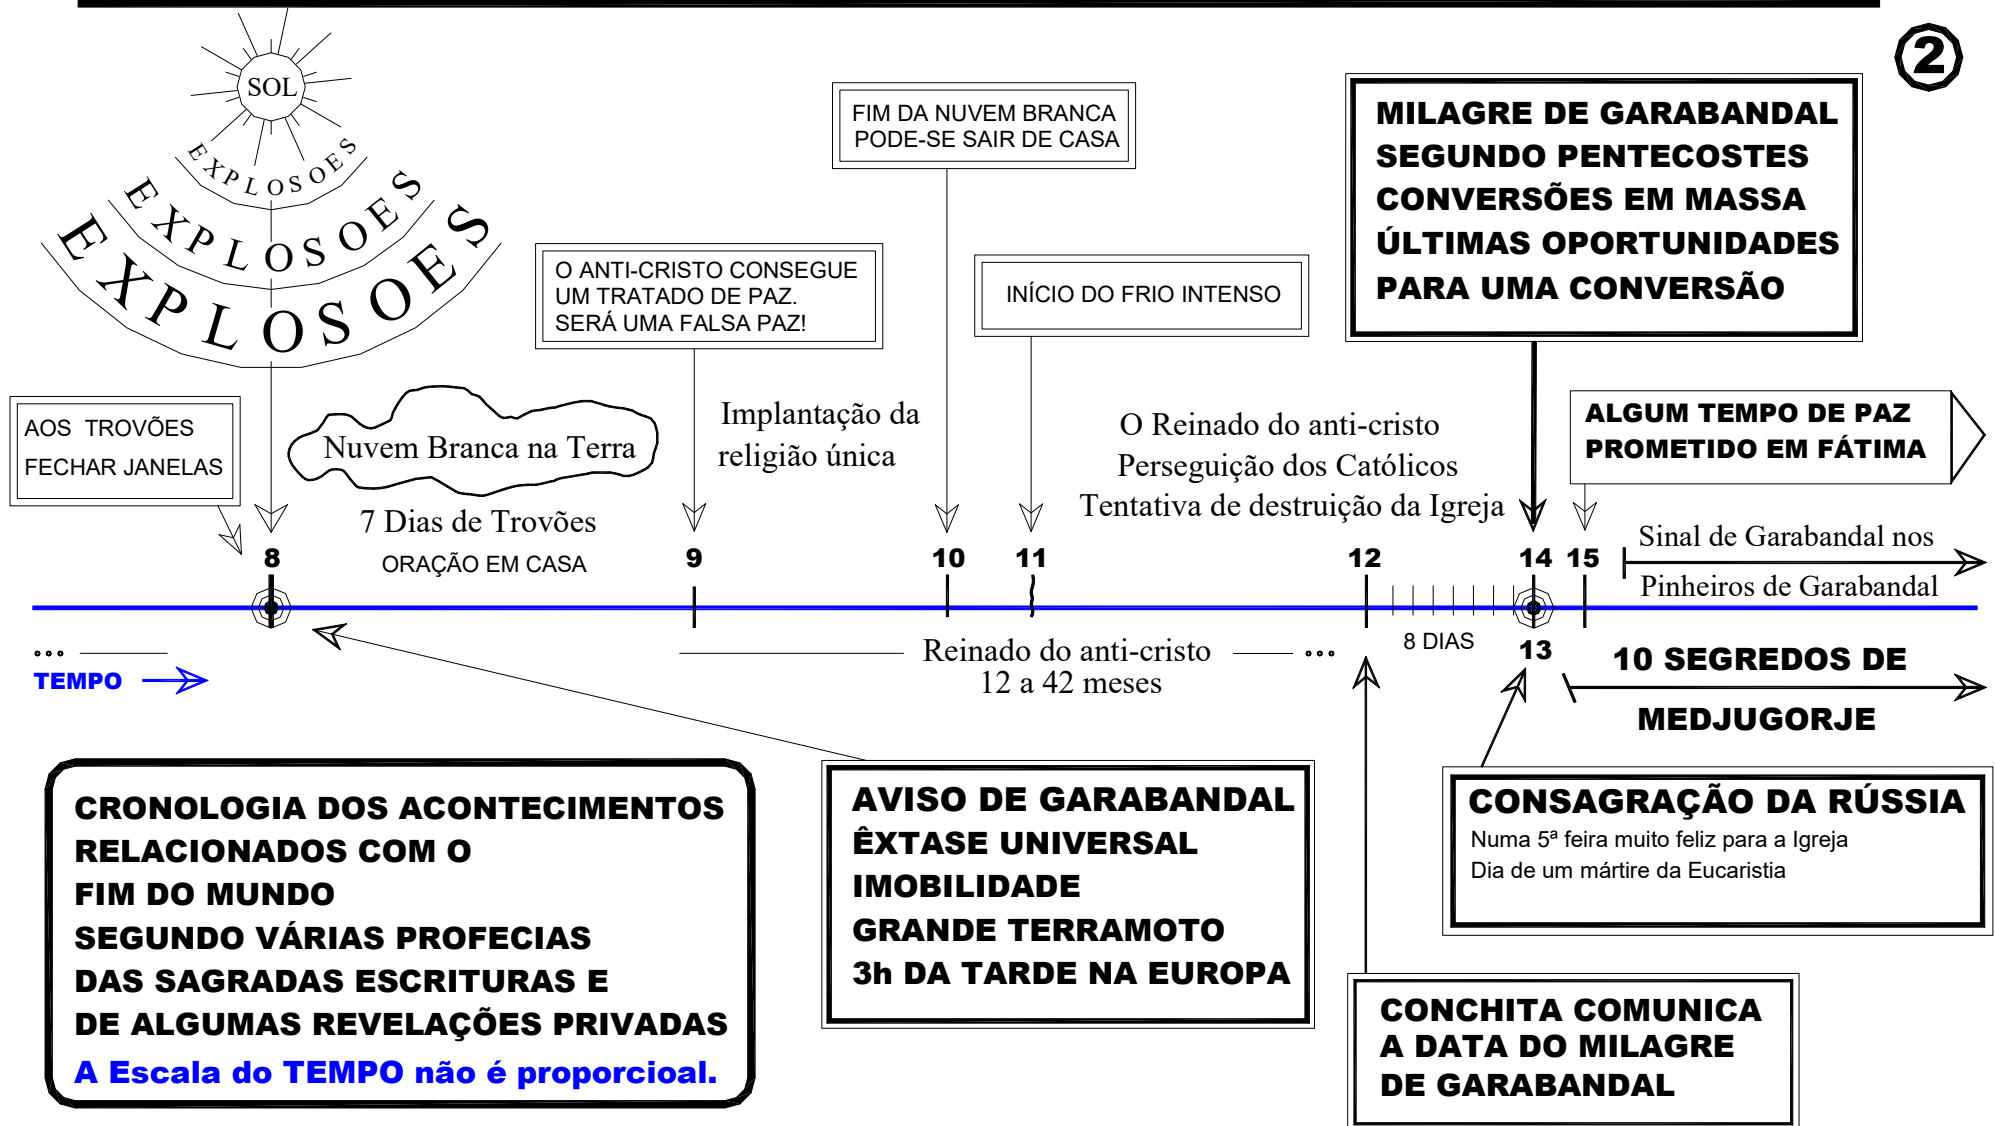 2
SOL
EXPLOSOES
EXPLOSOES
EXPLOSOES
FIM DA NUVEM BRANCA
PODE-SE SAIR DE CASA
MILAGRE DE GARABANDAL
SEGUNDO PENTECOSTES
CONVERSÕES EM MASSA
ÚLTIMAS OPORTUNIDADES
PARA UMA CONVERSÃO
O ANTI-CRISTO CONSEGUE
UM TRATADO DE PAZ.
SERÁ UMA FALSA PAZ!
INÍCIO DO FRIO INTENSO
AOS TROVÕES
FECHAR JANELAS
Nuvem Branca na Terra
7 Dias de Trovões
ORAÇÃO EM CASA
Implantação da
religião única
O Reinado do anti-cristo
Perseguição dos Católicos
Tentativa de destruição da Igreja
ALGUM TEMPO DE PAZ
PROMETIDO EM FÁTIMA
Sinal de Garabandal nos
Pinheiros de Garabandal
8
9
10
11
12
14
15
... 
TEMPO
Reinado do anti-cristo ...
12 a 42 meses
8 DIAS
13
10 SEGREDOS DE
MEDJUGORJE
CRONOLOGIA DOS ACONTECIMENTOS
RELACIONADOS COM O
FIM DO MUNDO
SEGUNDO VÁRIAS PROFECIAS
DAS SAGRADAS ESCRITURAS E
DE ALGUMAS REVELAÇÕES PRIVADAS
A Escala do TEMPO não é proporcioal.
AVISO DE GARABANDAL
ÊXTASE UNIVERSAL
IMOBILIDADE
GRANDE TERRAMOTO
3h DA TARDE NA EUROPA
CONSAGRAÇÃO DA RÚSSIA
Numa 5ª feira muito feliz para a Igreja
Dia de um mártire da Eucaristia
CONCHITA COMUNICA
A DATA DO MILAGRE
DE GARABANDAL